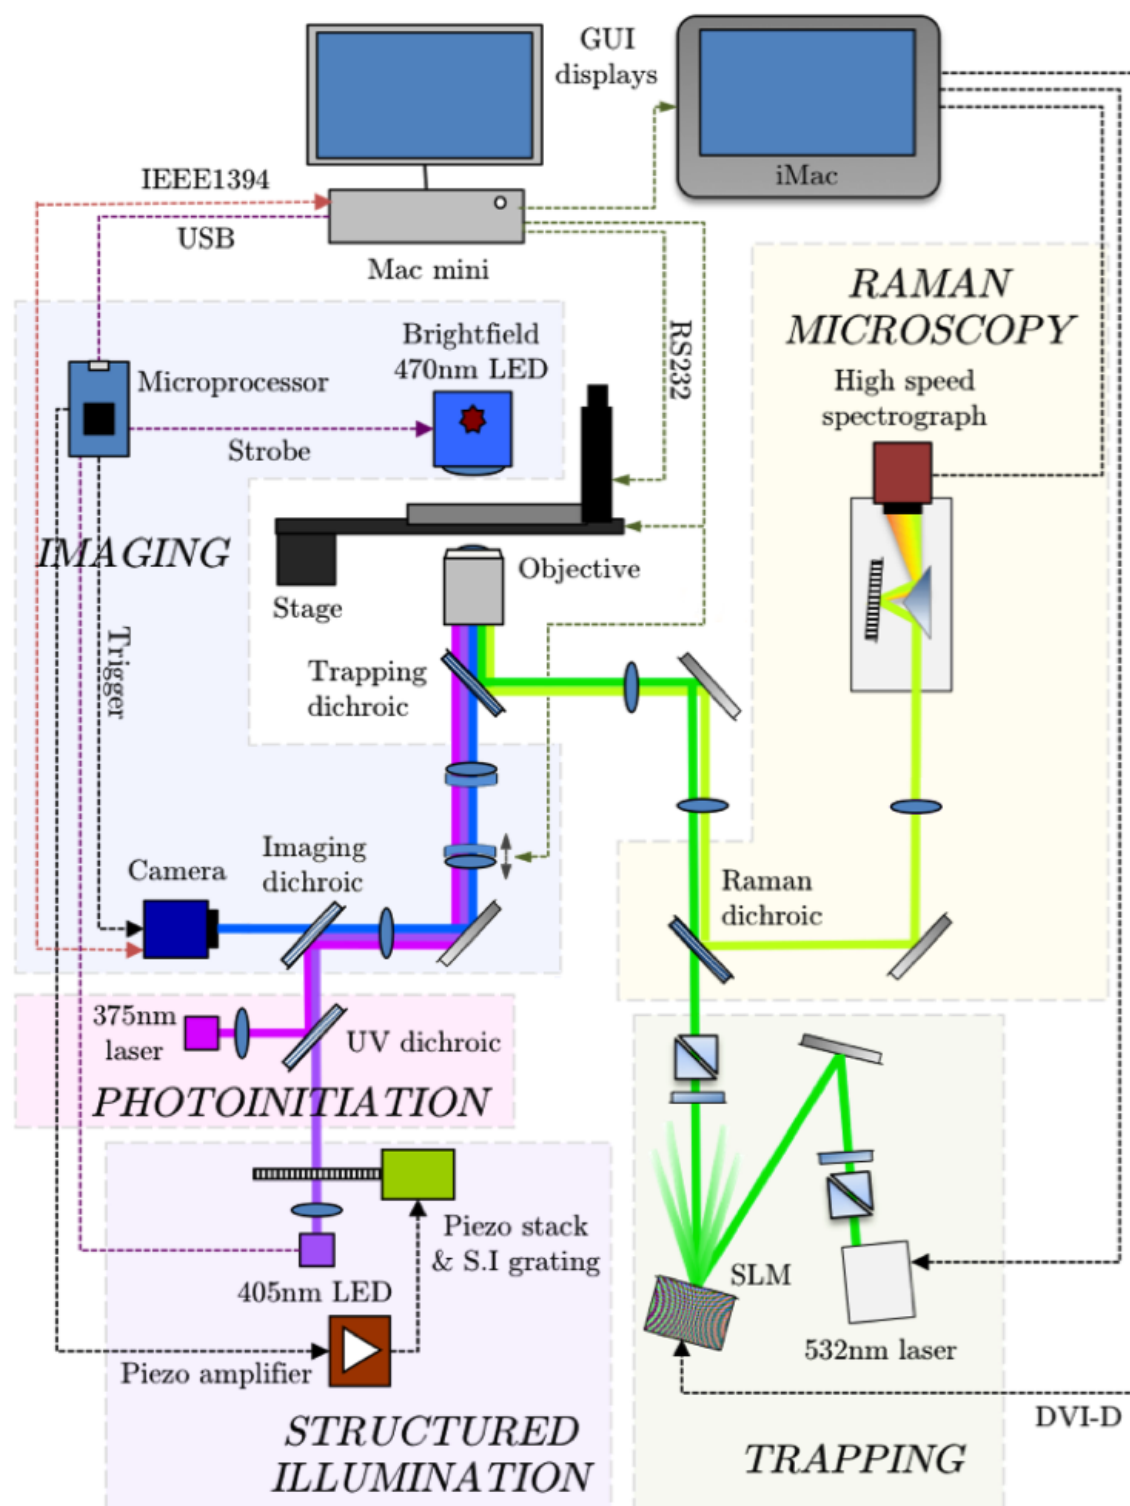 GUI
displays
iMac
IEEE1394
USB
Mac mini
RS232
RAMAN
MICROSCOPY
High speed
spectrograph
Brightfield
470nm LED
Microprocessor
Strobe
IMAGING
Objective
Stage
Trigger
Trapping
dichroic
Imaging
dichroic
Camera
Raman
dichroic
375nm
laser
UV dichroic
PHOTOINITIATION
Piezo stack
& S.I grating
405nm LED
SLM
532nm laser
Piezo amplifier
DVI-D
STRUCTURED
ILLUMINATION
TRAPPING